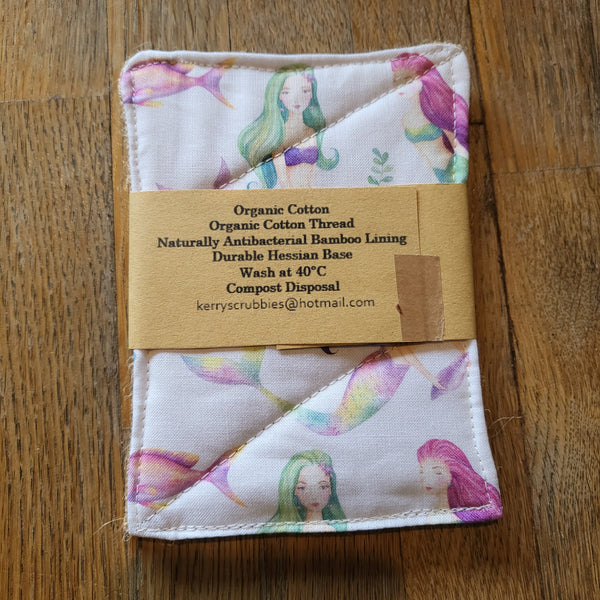 Organic Cotton
Organic Cotton Thread
Naturally Antibacterial Bamboo Lining
Durable Hessian Base
Wash at 40°C
Compost Disposal
kerryscrubbies@hotmail.com